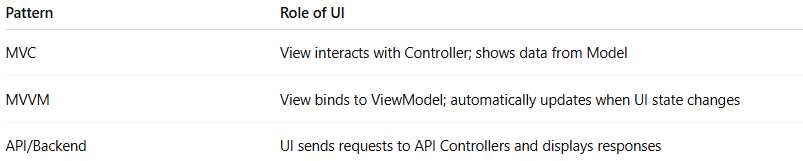 Pattern Role of UI
MVC View interacts with Controller; shows data from Model
MVVM View binds to ViewModel; automatically updates when UI state changes
API/Backend UI sends requests to API Controllers and displays responses